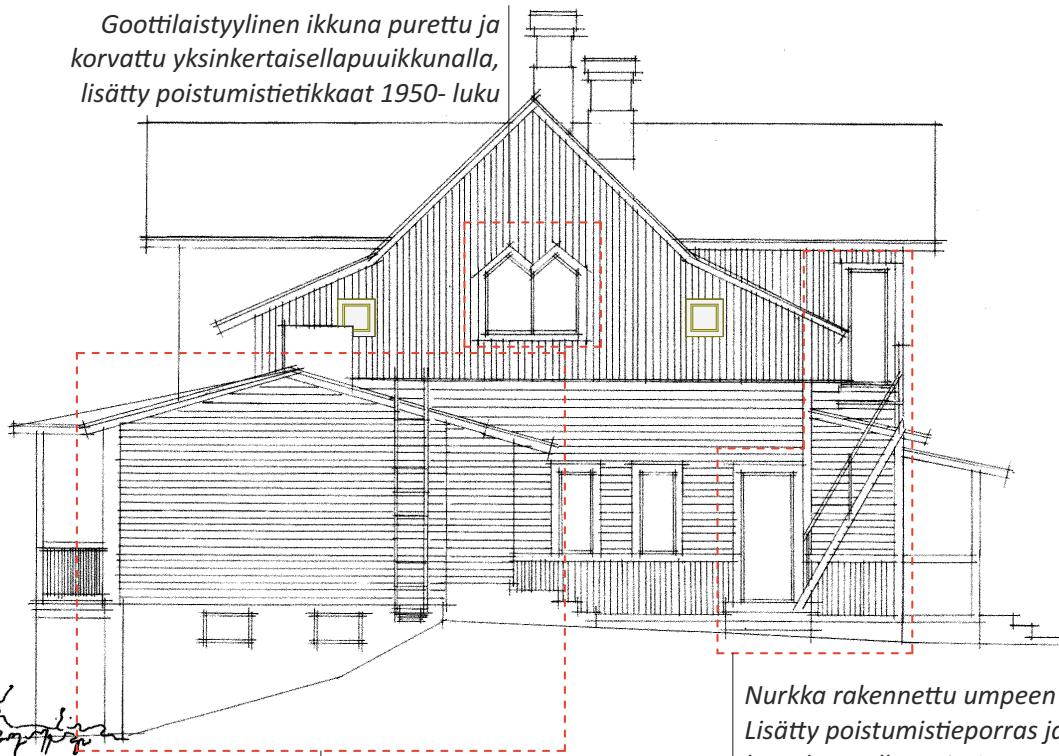 Goottilaistyylinen ikkuna purettu ja
korvattu yksinkertaisellapuuikkunalla,
lisätty poistumistietikkaat 1950- luku
Nurkka rakennettu umpeen
Lisätty poistumistieporras ja